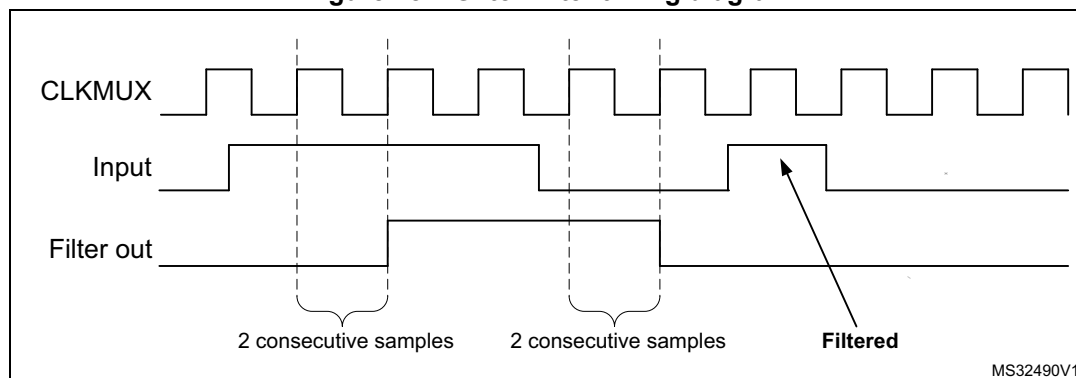 CLKMUX
Input
Filter out
2 consecutive samples
2 consecutive samples
Filtered
MS32490V1